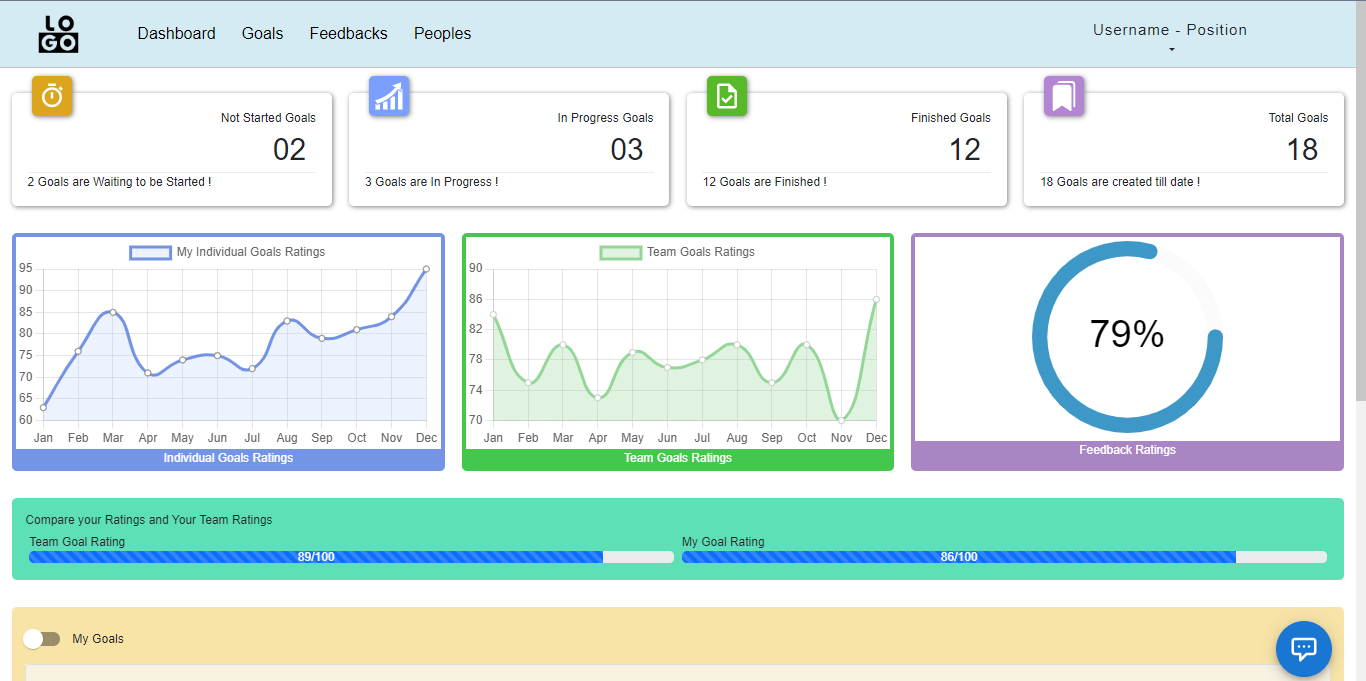 LO
GO
Dashboard Goals Feedbacks Peoples
Username - Position
Not Started Goals
02
2 Goals are Waiting to be Started !
In Progress Goals
03
3 Goals are In Progress !
Finished Goals
12
12 Goals are Finished !
Total Goals
18
18 Goals are created till date !
My Individual Goals Ratings
95
90
85
80
75
70
65
60
Jan Feb Mar Apr May Jun Jul Aug Sep Oct Nov Dec
Individual Goals Ratings
Team Goals Ratings
90
86
82
78
74
70
Jan Feb Mar Apr May Jun Jul Aug Sep Oct Nov Dec
Team Goals Ratings
79%
Feedback Ratings
Compare your Ratings and Your Team Ratings
Team Goal Rating
89/100
My Goal Rating
86/100
My Goals